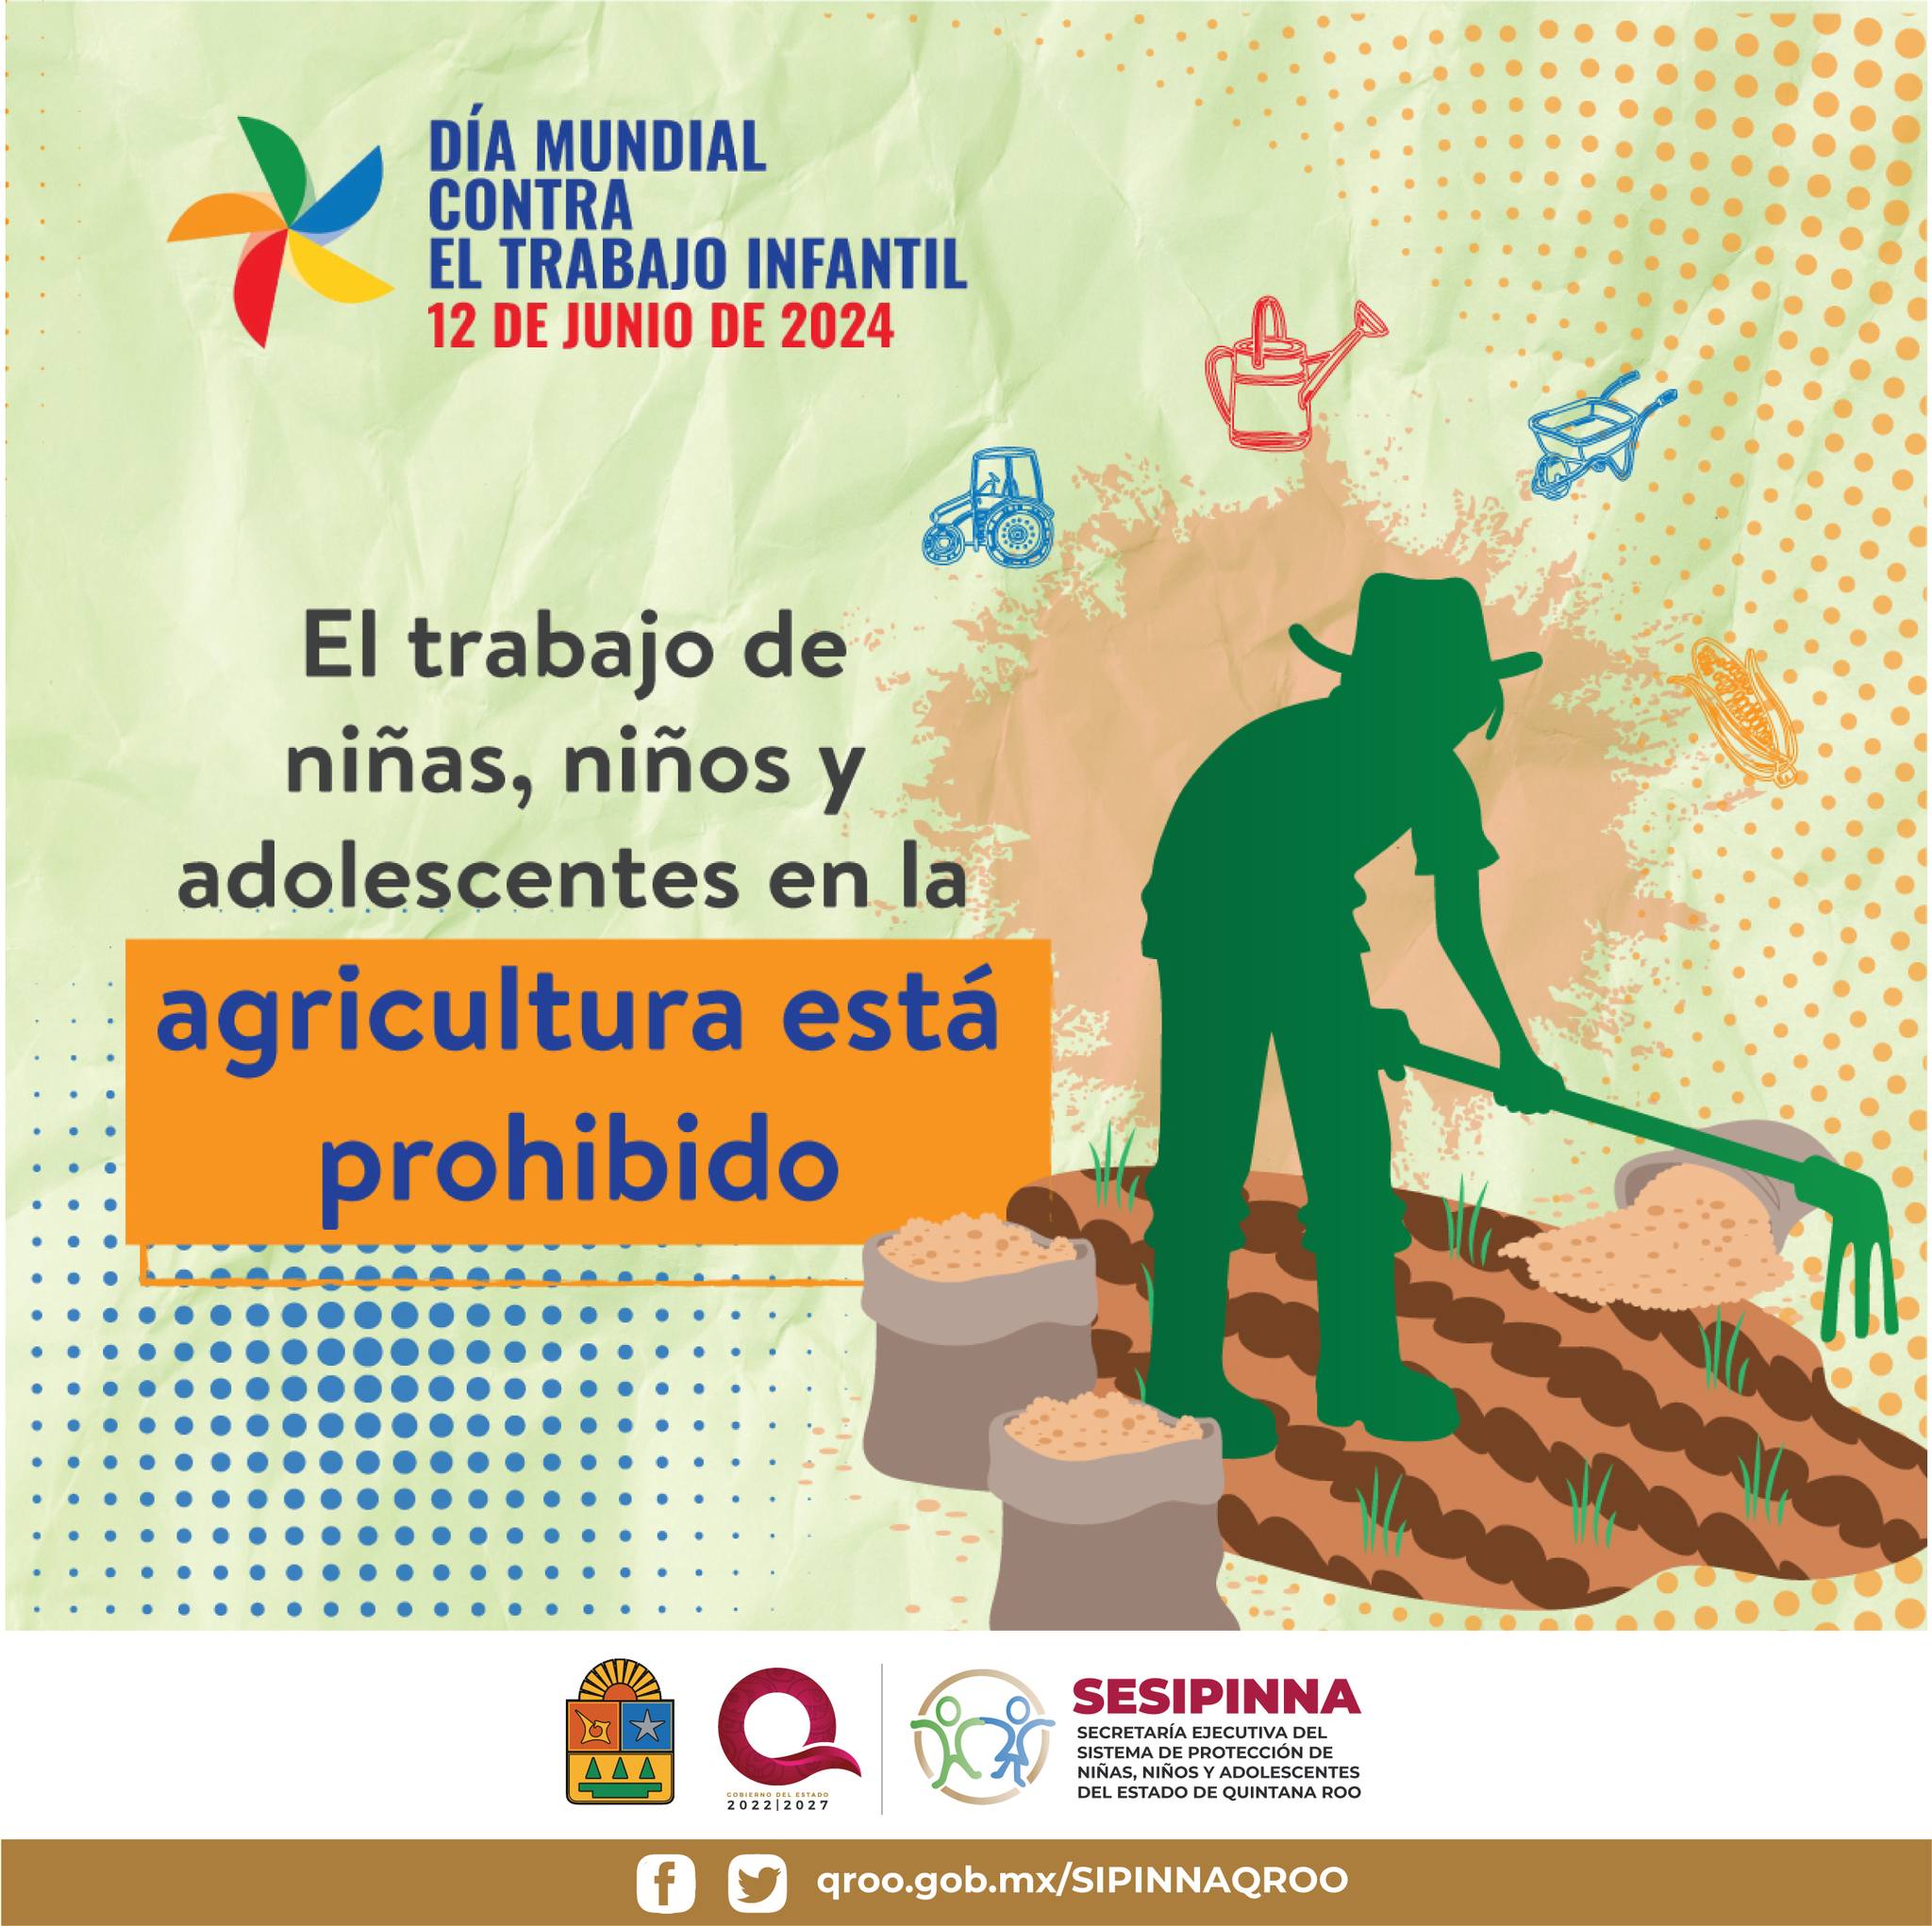 DÍA MUNDIAL
CONTRA
EL TRABAJO INFANTIL
12 DE JUNIO DE 2024
El trabajo de
niñas, niños y
adolescentes en la
agricultura está
prohibido
GOBIERNO DEL ESTADO
2022|2027
SESIPINNA
SECRETARÍA EJECUTIVA DEL
SISTEMA DE PROTECCIÓN DE
NIÑAS, NIÑOS Y ADOLESCENTES
DEL ESTADO DE QUINTANA ROO
qroo.gob.mx/SIPINNAQROO